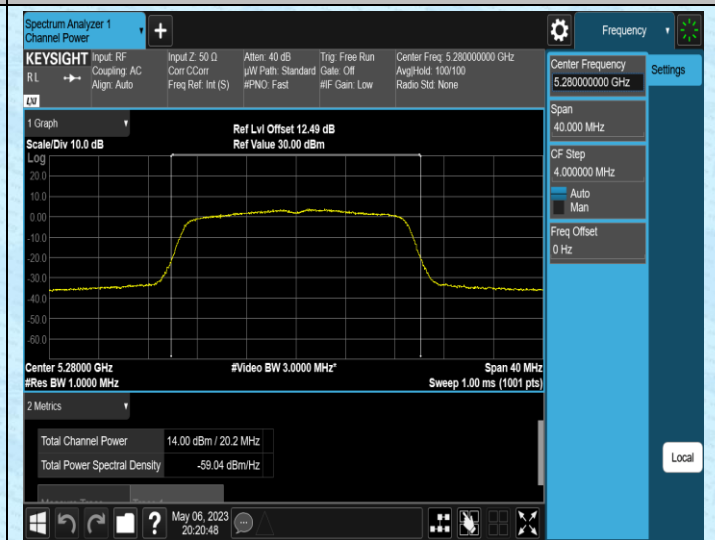 Spectrum Analyzer 1
Channel Power
+
Frequency
KEYSIGHT
R L
LXI
Input: RF
Coupling: AC
Align: Auto
Input Z: 50 Ω
Corr CCorr
Freq Ref: Int (S)
Atten: 40 dB
µW Path: Standard
#PNO: Fast
Trig: Free Run
Gate: Off
#IF Gain: Low
Center Freq: 5.280000000 GHz
Avg|Hold: 100/100
Radio Std: None
Center Frequency
5.280000000 GHz
Settings
Span
40.000 MHz
CF Step
4.000000 MHz
Auto
Man
Freq Offset
0 Hz
Local
1 Graph
Scale/Div 10.0 dB
Ref Lvl Offset 12.49 dB
Ref Value 30.00 dBm
Log
20.0
10.0
0.00
-10.0
-20.0
-30.0
-40.0
-50.0
-60.0
Center 5.28000 GHz
#Video BW 3.0000 MHz*
Span 40 MHz
#Res BW 1.0000 MHz
Sweep 1.00 ms (1001 pts)
2 Metrics
Total Channel Power 14.00 dBm / 20.2 MHz
Total Power Spectral Density -59.04 dBm/Hz
?
May 06, 2023
20:20:48